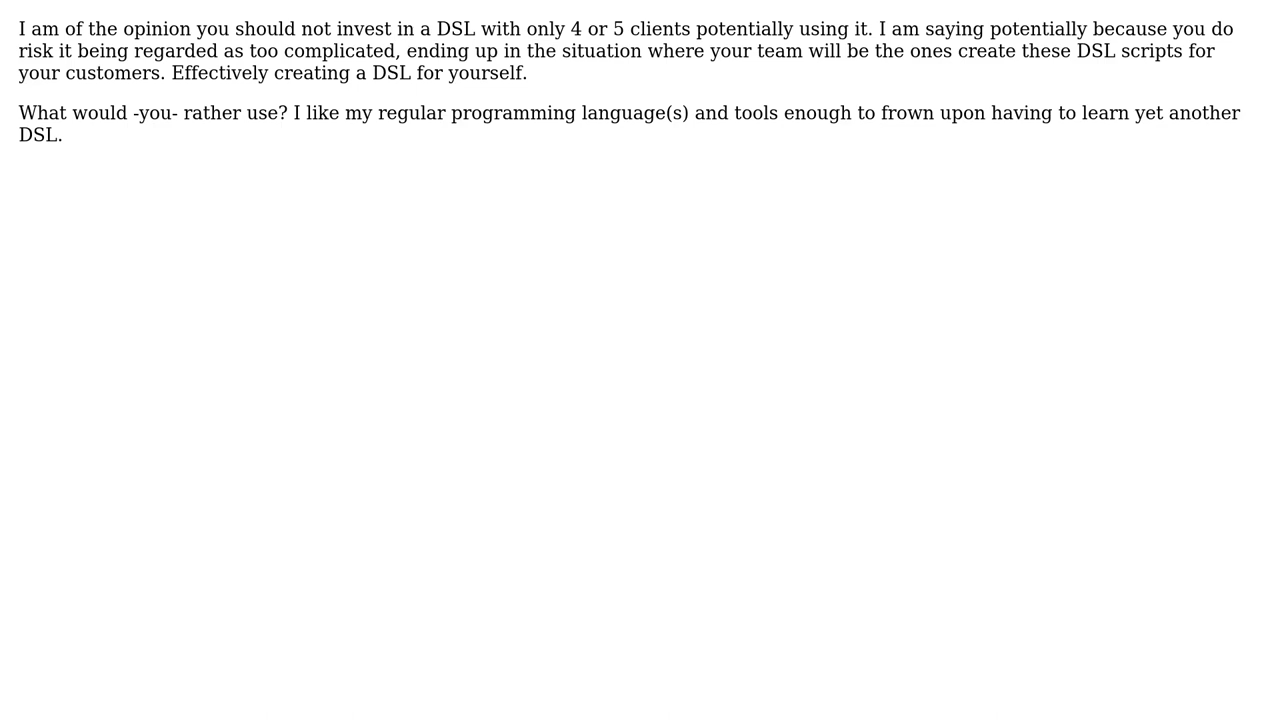 I am of the opinion you should not invest in a DSL with only 4 or 5 clients potentially using it. I am saying potentially because you do
risk it being regarded as too complicated, ending up in the situation where your team will be the ones create these DSL scripts for
your customers. Effectively creating a DSL for yourself.
What would -you- rather use? I like my regular programming language(s) and tools enough to frown upon having to learn yet another
DSL.